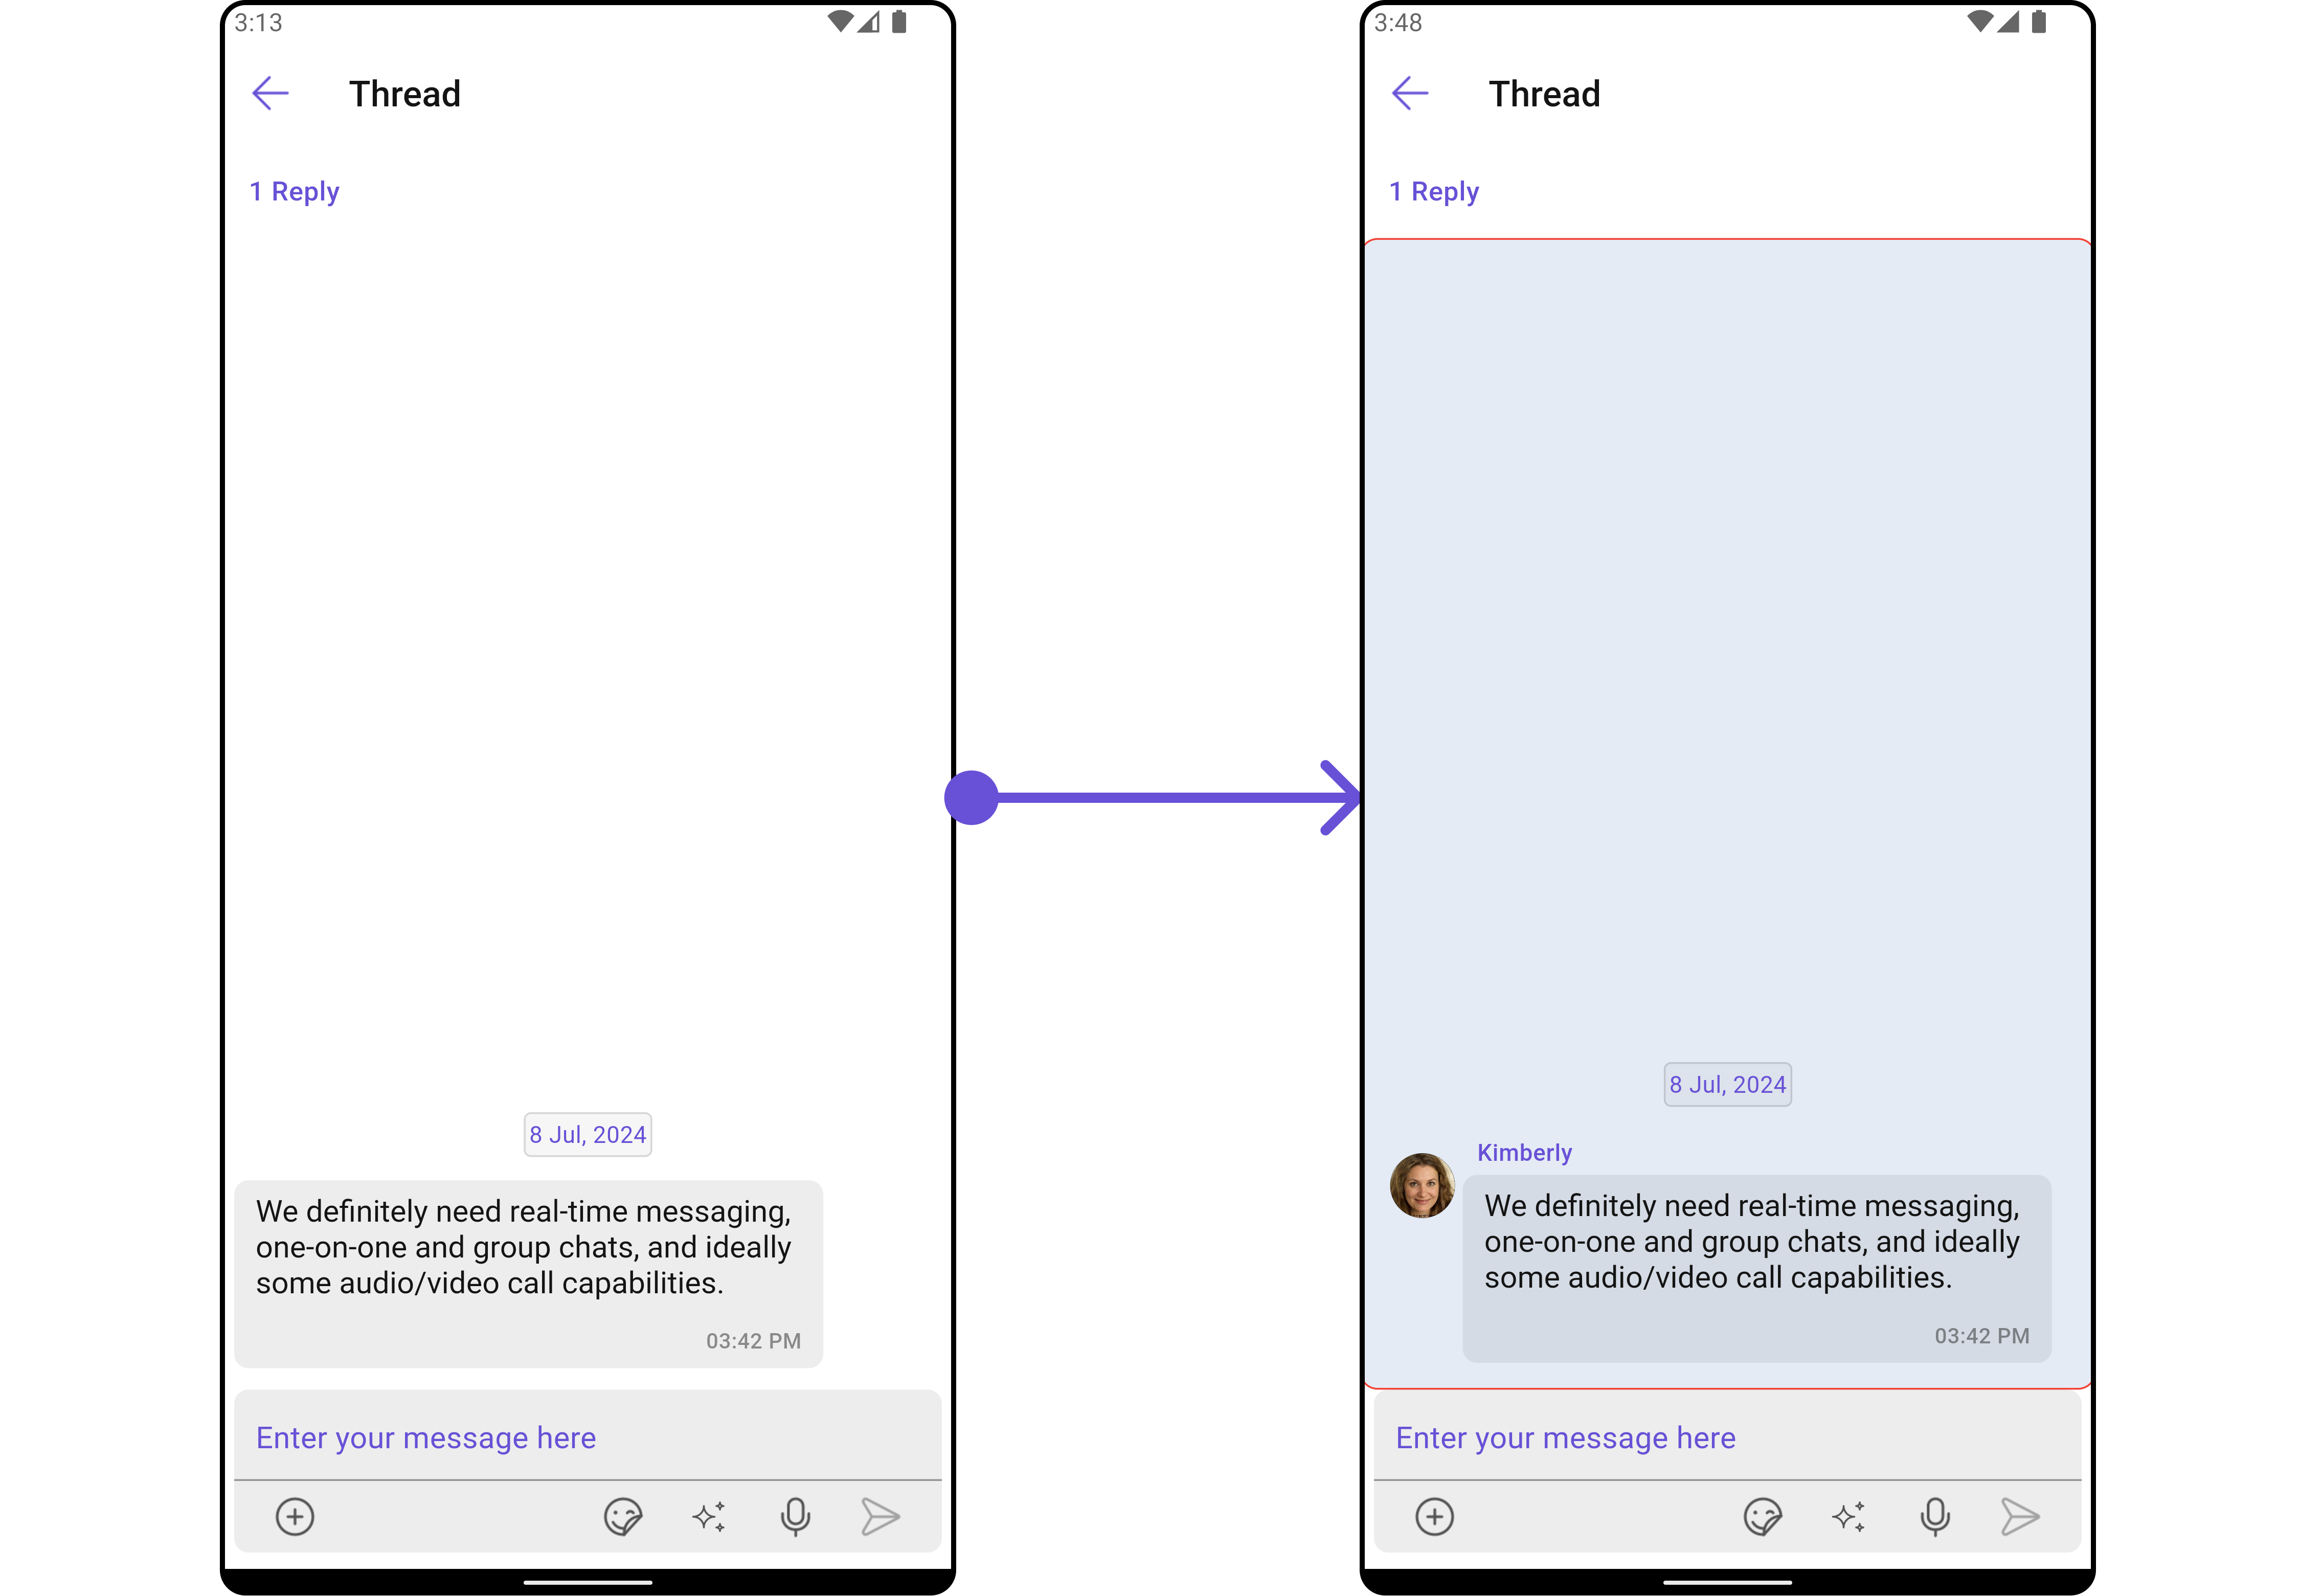 3:13
Thread
1 Reply
8 Jul, 2024
We definitely need real-time messaging,
one-on-one and group chats, and ideally
some audio/video call capabilities.
03:42 PM
Enter your message here
3:48
Thread
1 Reply
8 Jul, 2024
Kimberly
We definitely need real-time messaging,
one-on-one and group chats, and ideally
some audio/video call capabilities.
03:42 PM
Enter your message here